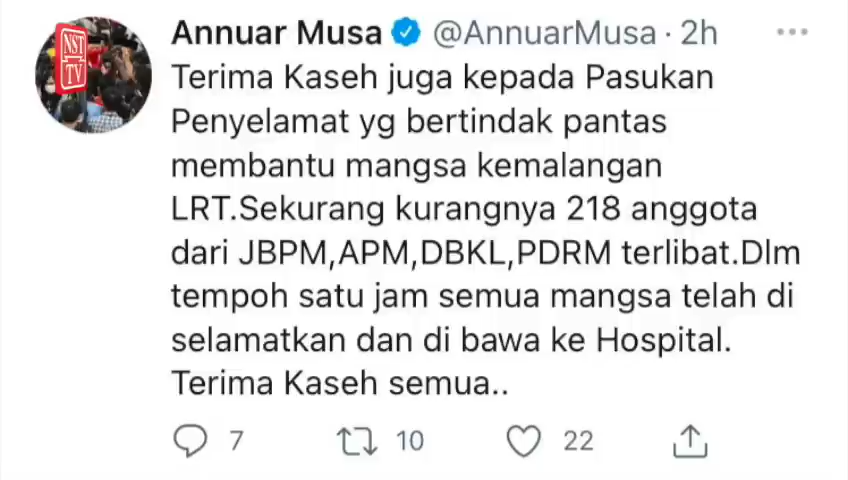 NST
TV
Annuar Musa @AnnuarMusa · 2h
Terima Kaseh juga kepada Pasukan
Penyelamat yg bertindak pantas
membantu mangsa kemalangan
LRT.Sekurang kurangnya 218 anggota
dari JBPM,APM,DBKL,PDRM terlibat.Dlm
tempoh satu jam semua mangsa telah di
selamatkan dan di bawa ke Hospital.
Terima Kaseh semua..
7 10 22